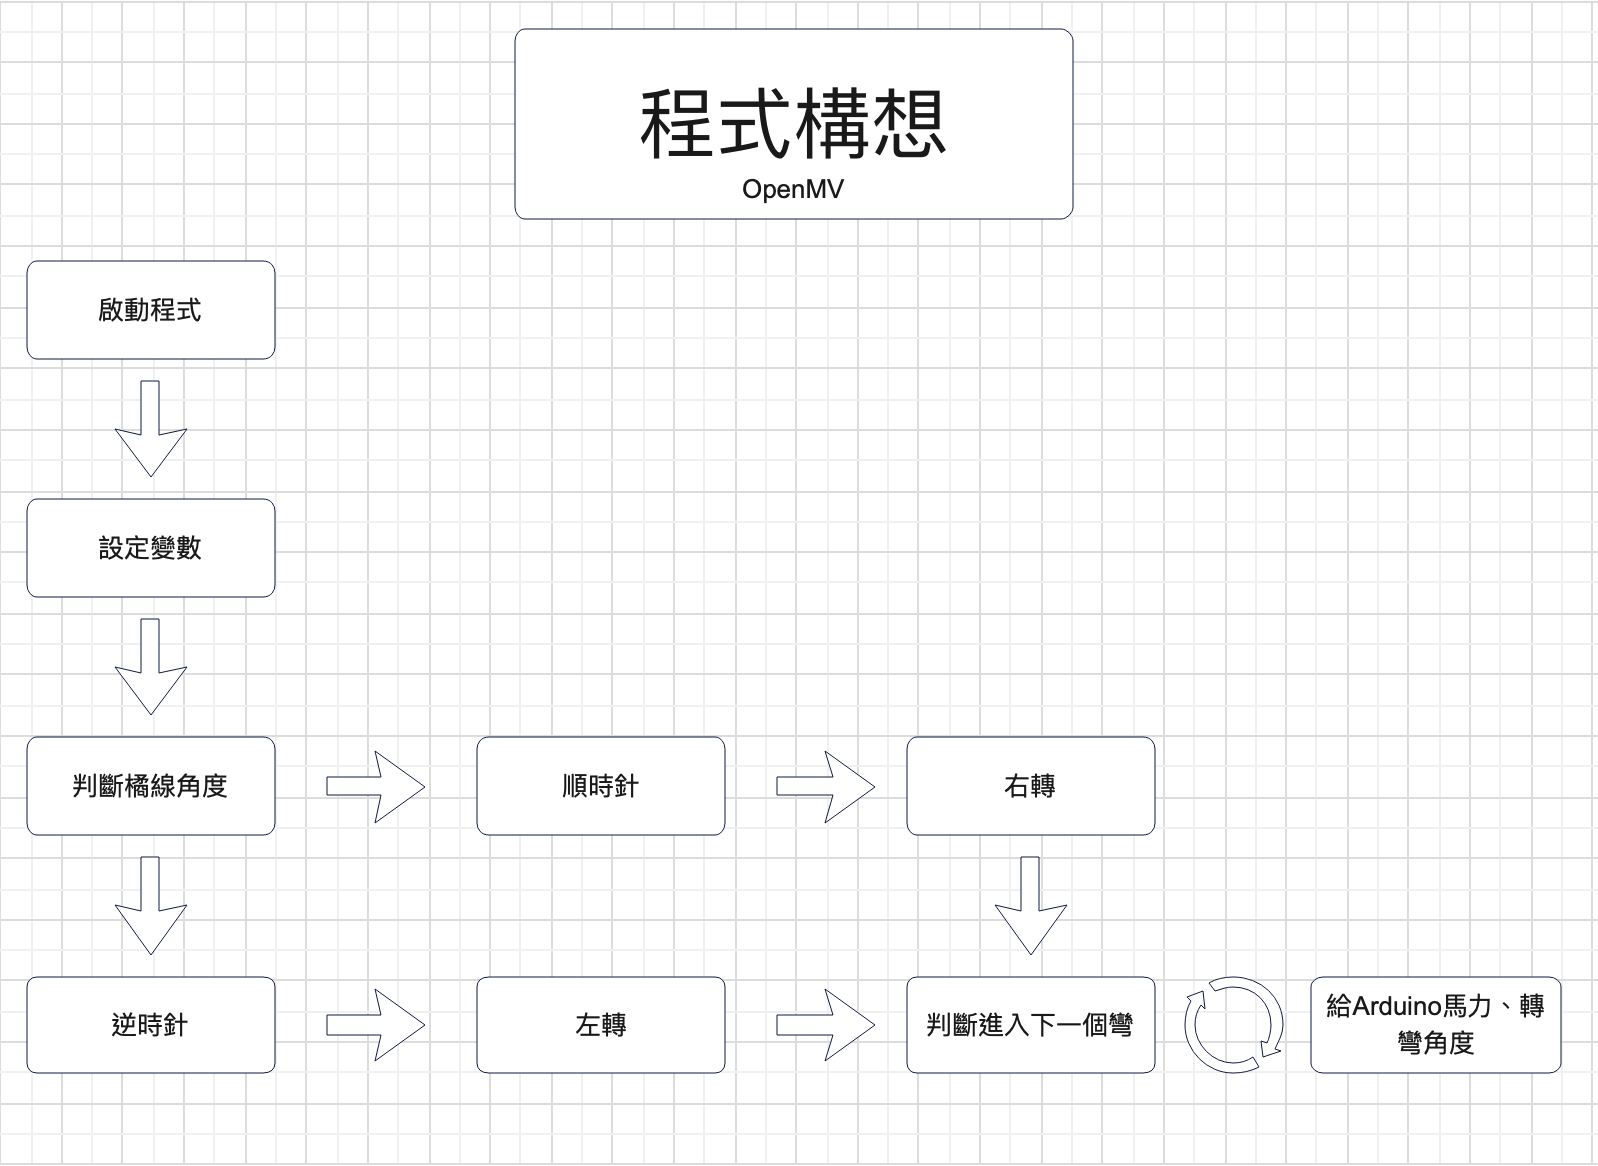 程式構想
OpenMV
啟動程式
設定變數
判斷橘線角度
順時針
右轉
逆時針
左轉
判斷進入下一個彎
給Arduino馬力、轉
彎角度